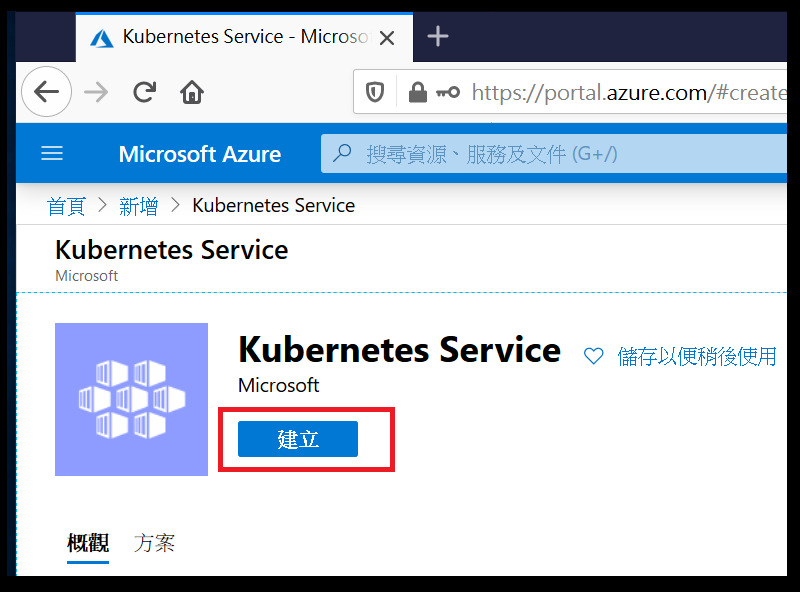 Kubernetes Service - Microso
https://portal.azure.com/#create
Microsoft Azure
搜尋資源、服務及文件 (G+/)
首頁 > 新增 > Kubernetes Service
Kubernetes Service
Microsoft
Kubernetes Service
儲存以便稍後使用
Microsoft
建立
概觀 方案